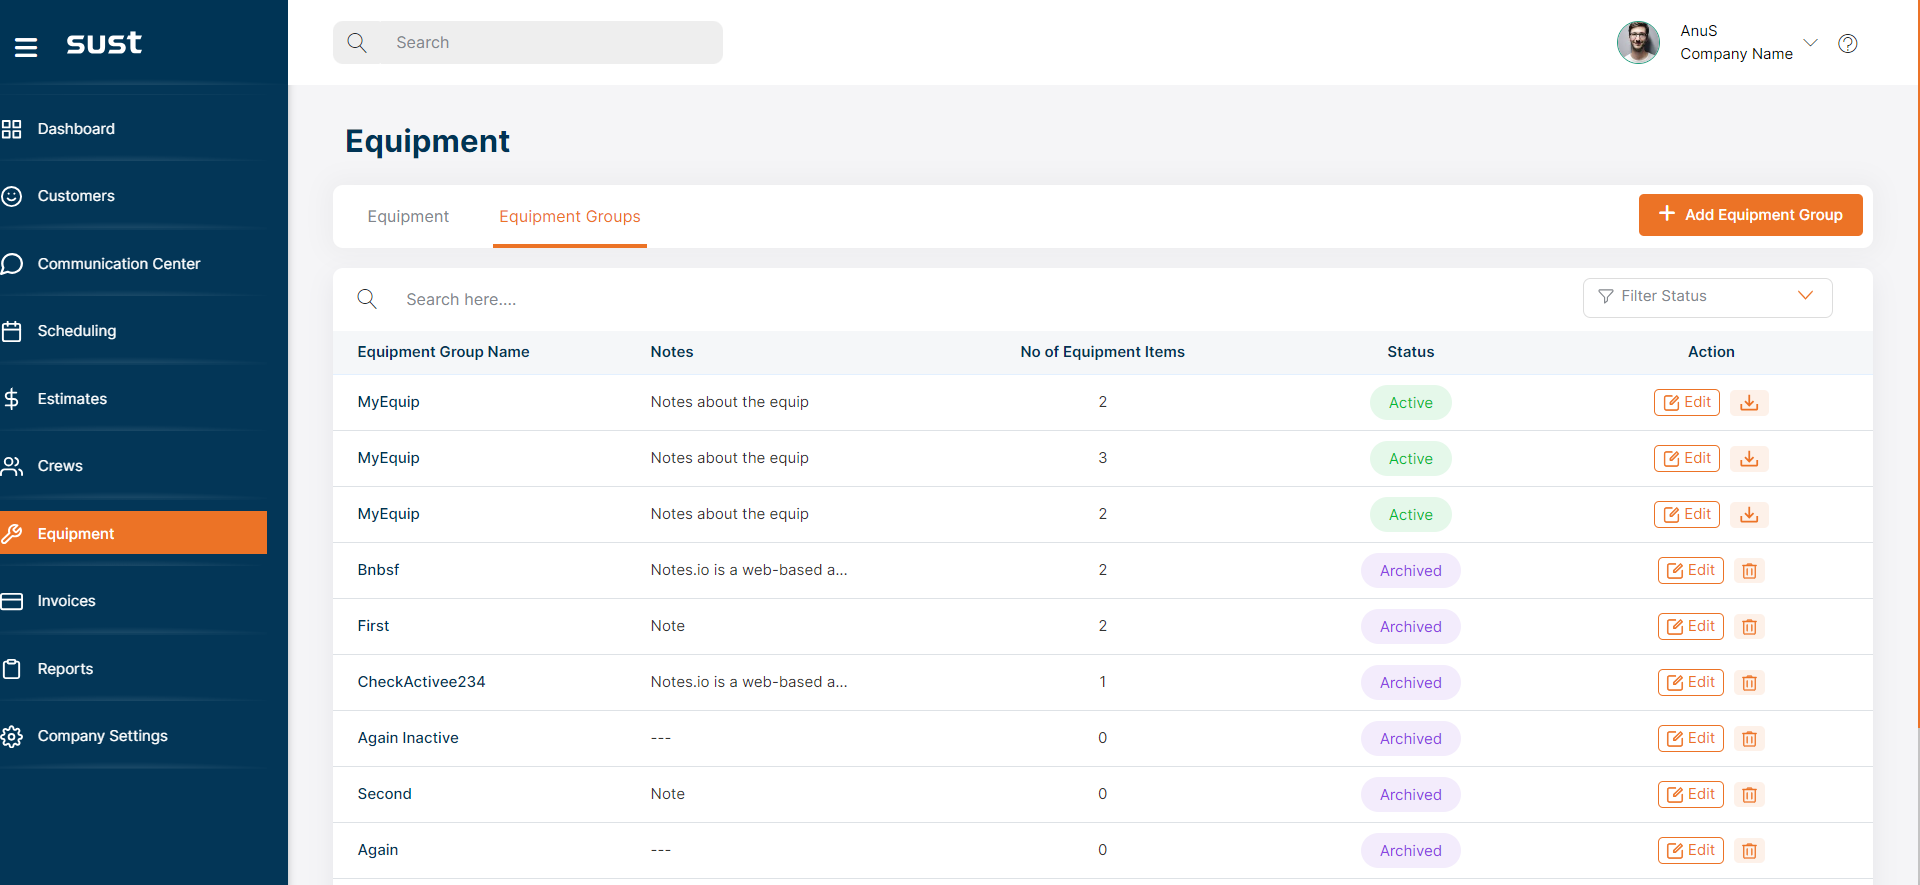 sust
Search
AnuS
Company Name
Dashboard
Customers
Communication Center
Scheduling
Estimates
Crews
Equipment
Invoices
Reports
Company Settings
Equipment
Equipment Equipment Groups
+ Add Equipment Group
Search here....
Filter Status
Equipment Group Name Notes No of Equipment Items Status Action
MyEquip Notes about the equip 2 Active Edit
MyEquip Notes about the equip 3 Active Edit
MyEquip Notes about the equip 2 Active Edit
Bnbsf Notes.io is a web-based a... 2 Archived Edit
First Note 2 Archived Edit
CheckActivee234 Notes.io is a web-based a... 1 Archived Edit
Again Inactive --- 0 Archived Edit
Second Note 0 Archived Edit
Again --- 0 Archived Edit